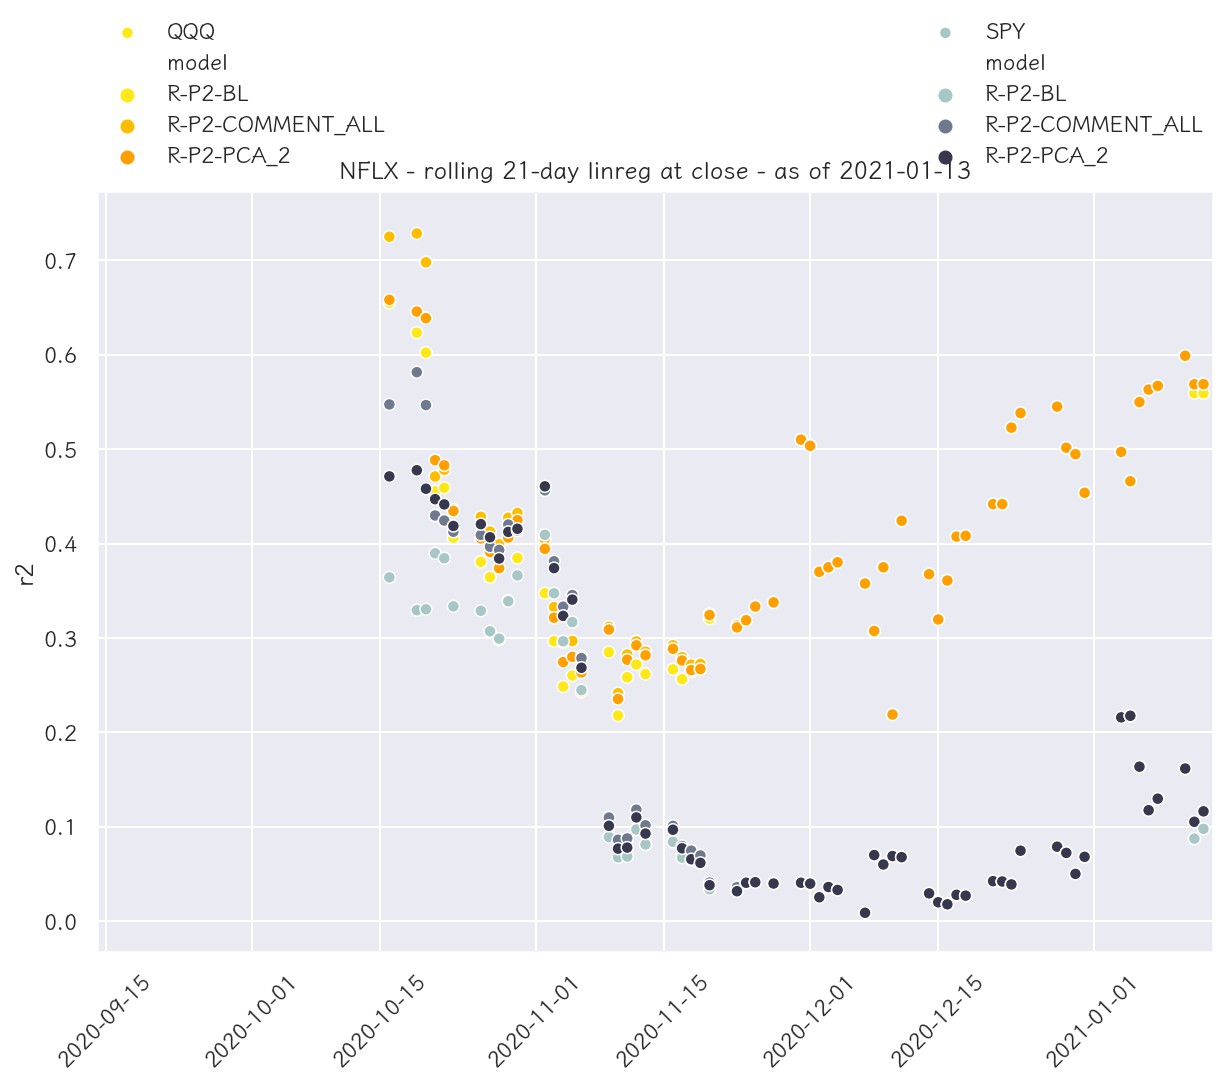 QQQ
model
R-P2-BL
R-P2-COMMENT_ALL
R-P2-PCA_2
SPY
model
R-P2-BL
R-P2-COMMENT_ALL
R-P2-PCA_2
NFLX - rolling 21-day linreg at close - as of 2021-01-13
r2
0.7
0.6
0.5
0.4
0.3
0.2
0.1
0.0
2020-09-15
2020-10-01
2020-10-15
2020-11-01
2020-11-15
2020-12-01
2020-12-15
2021-01-01